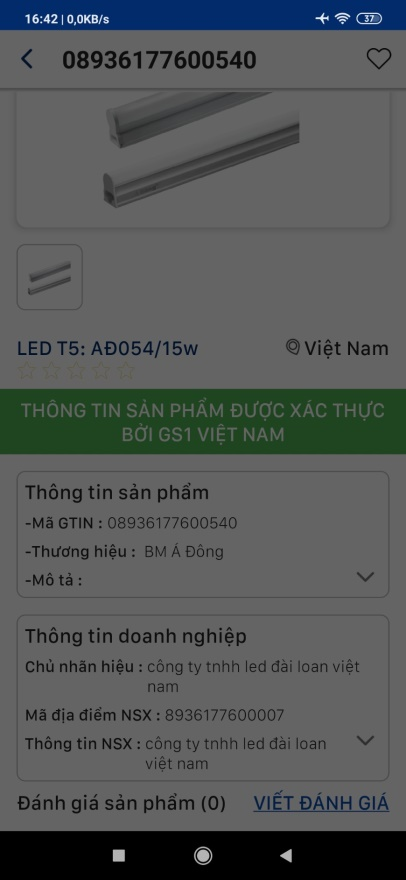 16:42 | 0,0KB/s
37
08936177600540
LED T5: AĐ054/15w
Việt Nam
THÔNG TIN SẢN PHẨM ĐƯỢC XÁC THỰC
BỞI GS1 VIỆT NAM
Thông tin sản phẩm
-Mã GTIN : 08936177600540
-Thương hiệu : BM Á Đông
-Mô tả :
Thông tin doanh nghiệp
Chủ nhãn hiệu : công ty tnhh led đài loan việt
nam
Mã địa điểm NSX : 8936177600007
Thông tin NSX : công ty tnhh led đài loan
việt nam
Đánh giá sản phẩm (0)
VIẾT ĐÁNH GIÁ